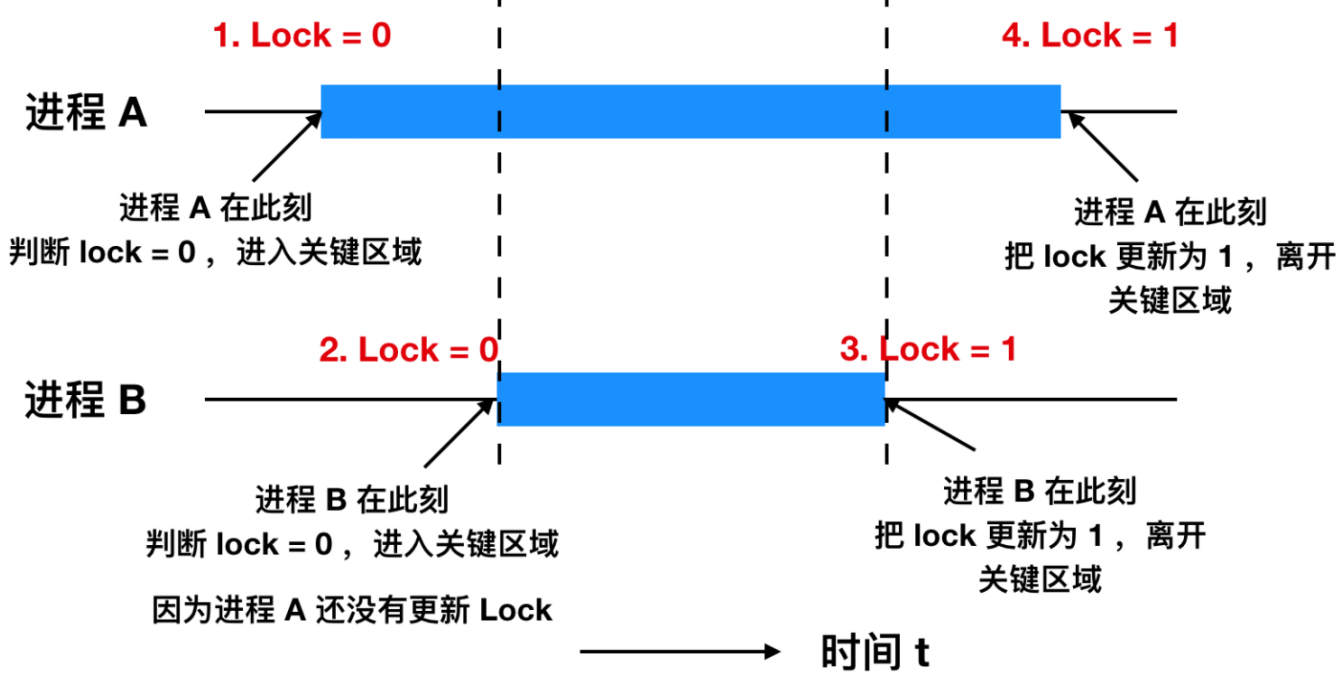 1. Lock = 0
4. Lock = 1
进程 A
进程 A 在此刻
判断 lock = 0 ，进入关键区域
进程 A 在此刻
把 lock 更新为 1 ，离开
关键区域
2. Lock = 0
3. Lock = 1
进程 B
进程 B 在此刻
判断 lock = 0 ，进入关键区域
因为进程 A 还没有更新 Lock
进程 B 在此刻
把 lock 更新为 1 ，离开
关键区域
时间 t